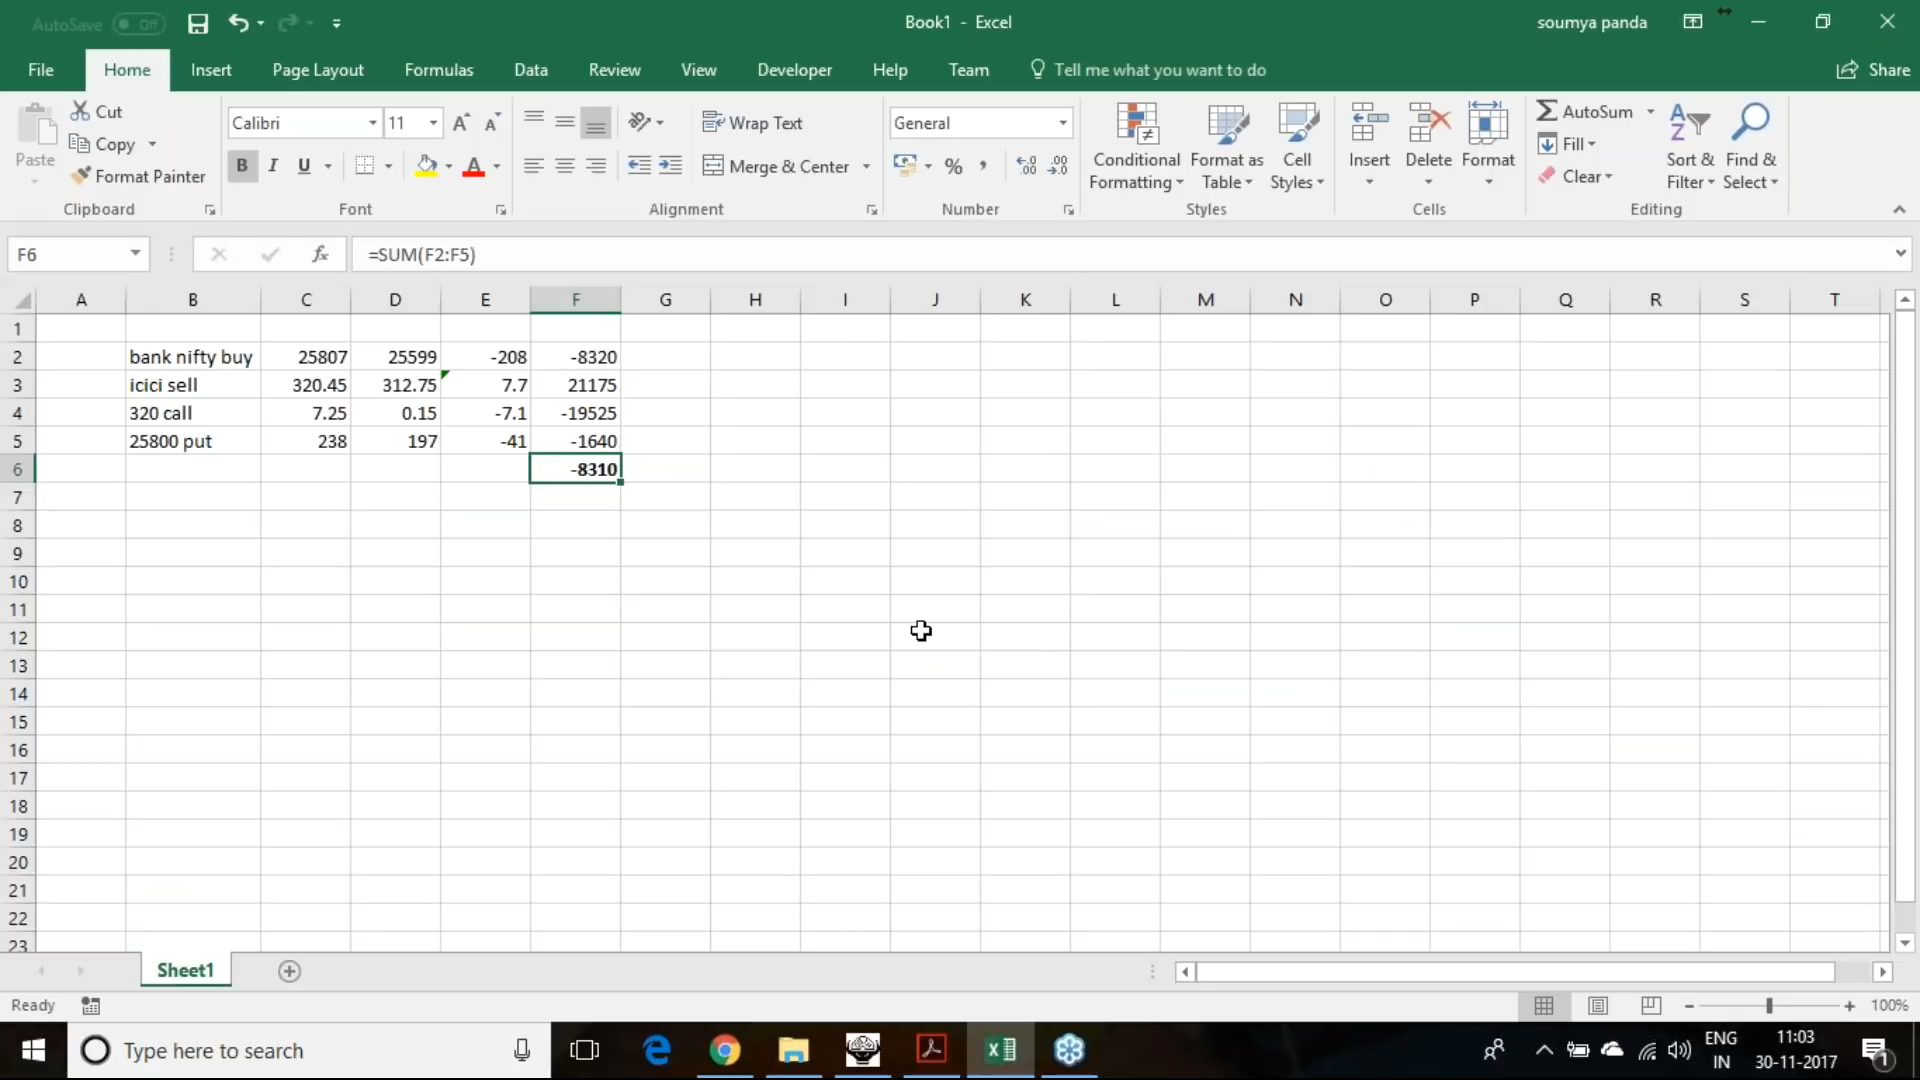 AutoSave Off Book1 - Excel soumya panda
File Home Insert Page Layout Formulas Data Review View Developer Help Team Tell me what you want to do Share
Paste Cut Copy Format Painter Clipboard
Calibri 11 B I U A Font
Wrap Text Merge & Center Alignment
General % Number
Conditional Formatting Format as Table Cell Styles Styles
Insert Delete Format Cells
AutoSum Fill Clear Sort & Filter Find & Select Editing
F6 fx =SUM(F2:F5)
A B C D E F G H I J K L M N O P Q R S T
1
2 bank nifty buy 25807 25599 -208 -8320
3 icici sell 320.45 312.75 7.7 21175
4 320 call 7.25 0.15 -7.1 -19525
5 25800 put 238 197 -41 -1640
6 -8310
7
8
9
10
11
12
13
14
15
16
17
18
19
20
21
22
23
Sheet1
Ready 100%
Type here to search ENG IN 11:03 30-11-2017 1